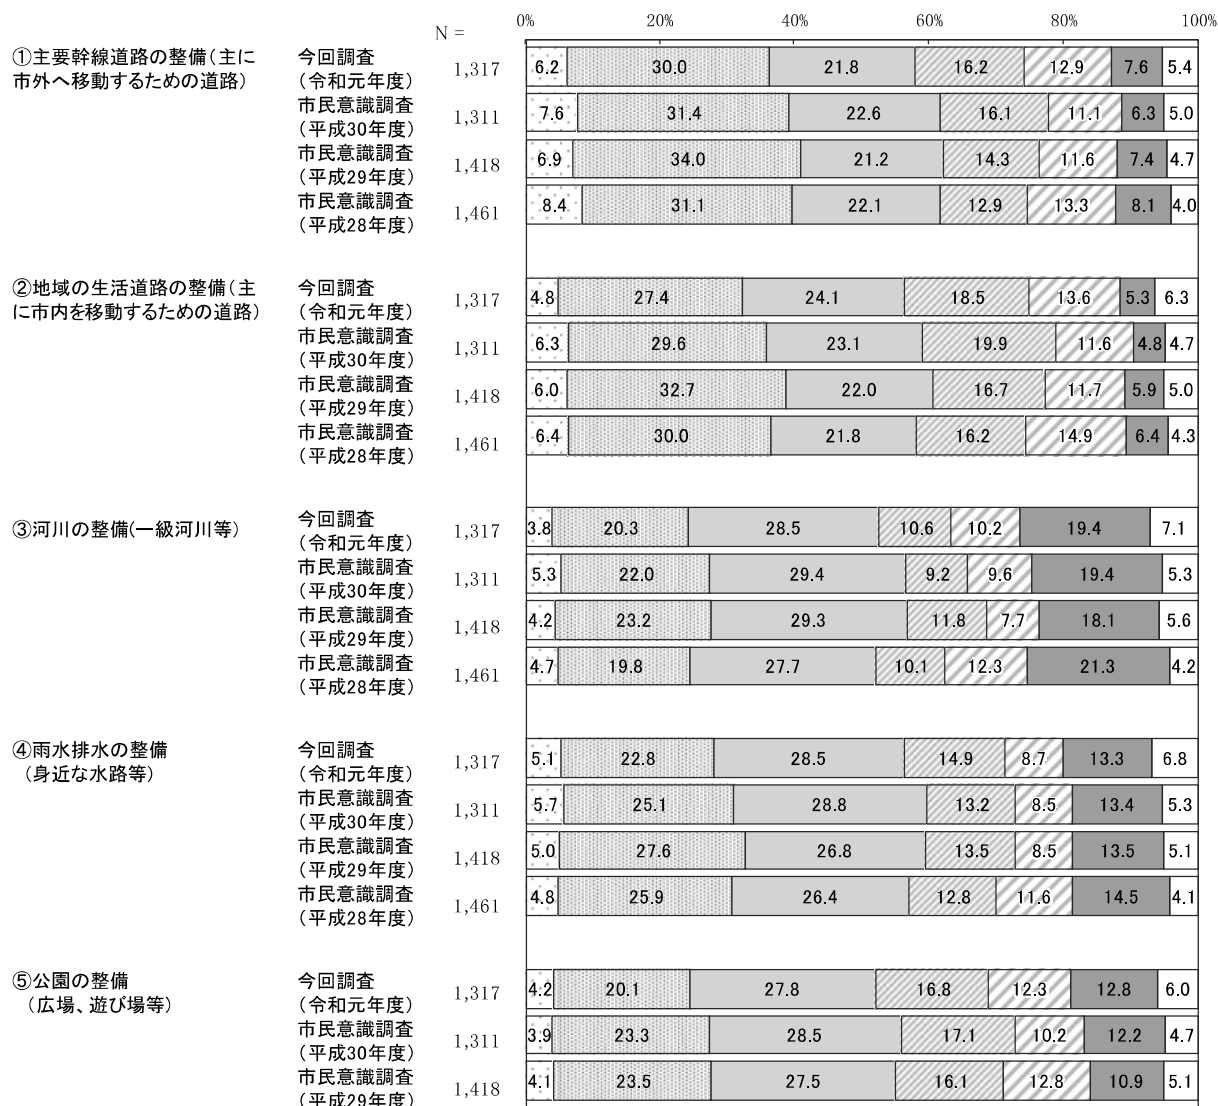 N = 0% 20% 40% 60% 80% 100%
①主要幹線道路の整備(主に
市外へ移動するための道路)
今回調査
(令和元年度) 1,317 6.2 30.0 21.8 16.2 12.9 7.6 5.4
市民意識調査
(平成30年度) 1,311 7.6 31.4 22.6 16.1 11.1 6.3 5.0
市民意識調査
(平成29年度) 1,418 6.9 34.0 21.2 14.3 11.6 7.4 4.7
市民意識調査
(平成28年度) 1,461 8.4 31.1 22.1 12.9 13.3 8.1 4.0
②地域の生活道路の整備(主
に市内を移動するための道路)
今回調査
(令和元年度) 1,317 4.8 27.4 24.1 18.5 13.6 5.3 6.3
市民意識調査
(平成30年度) 1,311 6.3 29.6 23.1 19.9 11.6 4.8 4.7
市民意識調査
(平成29年度) 1,418 6.0 32.7 22.0 16.7 11.7 5.9 5.0
市民意識調査
(平成28年度) 1,461 6.4 30.0 21.8 16.2 14.9 6.4 4.3
③河川の整備(一級河川等)
今回調査
(令和元年度) 1,317 3.8 20.3 28.5 10.6 10.2 19.4 7.1
市民意識調査
(平成30年度) 1,311 5.3 22.0 29.4 9.2 9.6 19.4 5.3
市民意識調査
(平成29年度) 1,418 4.2 23.2 29.3 11.8 7.7 18.1 5.6
市民意識調査
(平成28年度) 1,461 4.7 19.8 27.7 10.1 12.3 21.3 4.2
④雨水排水の整備
(身近な水路等)
今回調査
(令和元年度) 1,317 5.1 22.8 28.5 14.9 8.7 13.3 6.8
市民意識調査
(平成30年度) 1,311 5.7 25.1 28.8 13.2 8.5 13.4 5.3
市民意識調査
(平成29年度) 1,418 5.0 27.6 26.8 13.5 8.5 13.5 5.1
市民意識調査
(平成28年度) 1,461 4.8 25.9 26.4 12.8 11.6 14.5 4.1
⑤公園の整備
(広場、遊び場等)
今回調査
(令和元年度) 1,317 4.2 20.1 27.8 16.8 12.3 12.8 6.0
市民意識調査
(平成30年度) 1,311 3.9 23.3 28.5 17.1 10.2 12.2 4.7
市民意識調査
(平成29年度) 1,418 4.1 23.5 27.5 16.1 12.8 10.9 5.1